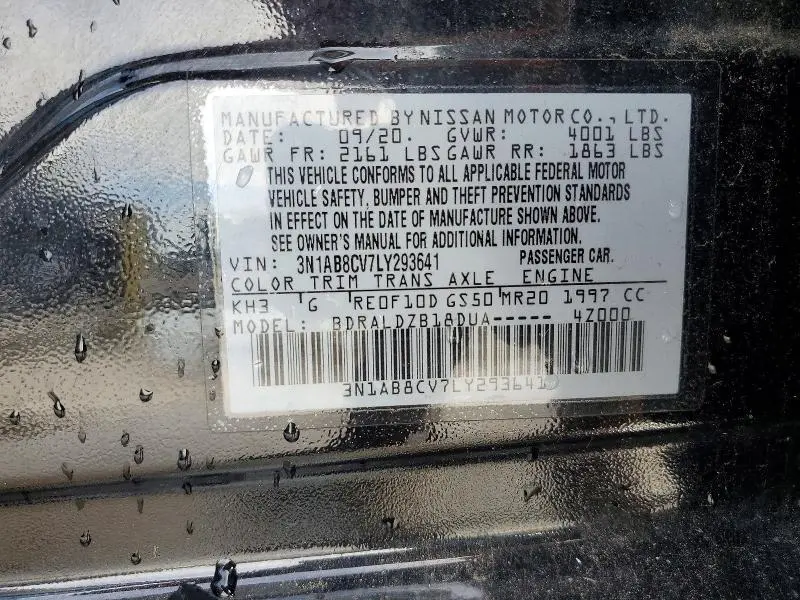 MANUFACTURED BY NISSAN MOTOR CO., LTD.
DATE: 09/20. GVWR: 4001 LBS
GAWR FR: 2161 LBS GAWR RR: 1863 LBS
THIS VEHICLE CONFORMS TO ALL APPLICABLE FEDERAL MOTOR
VEHICLE SAFETY, BUMPER AND THEFT PREVENTION STANDARDS
IN EFFECT ON THE DATE OF MANUFACTURE SHOWN ABOVE.
SEE OWNER'S MANUAL FOR ADDITIONAL INFORMATION.
VIN: 3N1AB8CV7LY293641 PASSENGER CAR.
COLOR TRIM TRANS AXLE ENGINE
KH3 G RE0F10D GS50 MR20 1997 CC
MODEL: BDRALDZB18DUA----- 4Z000
3N1AB8CV7LY293641